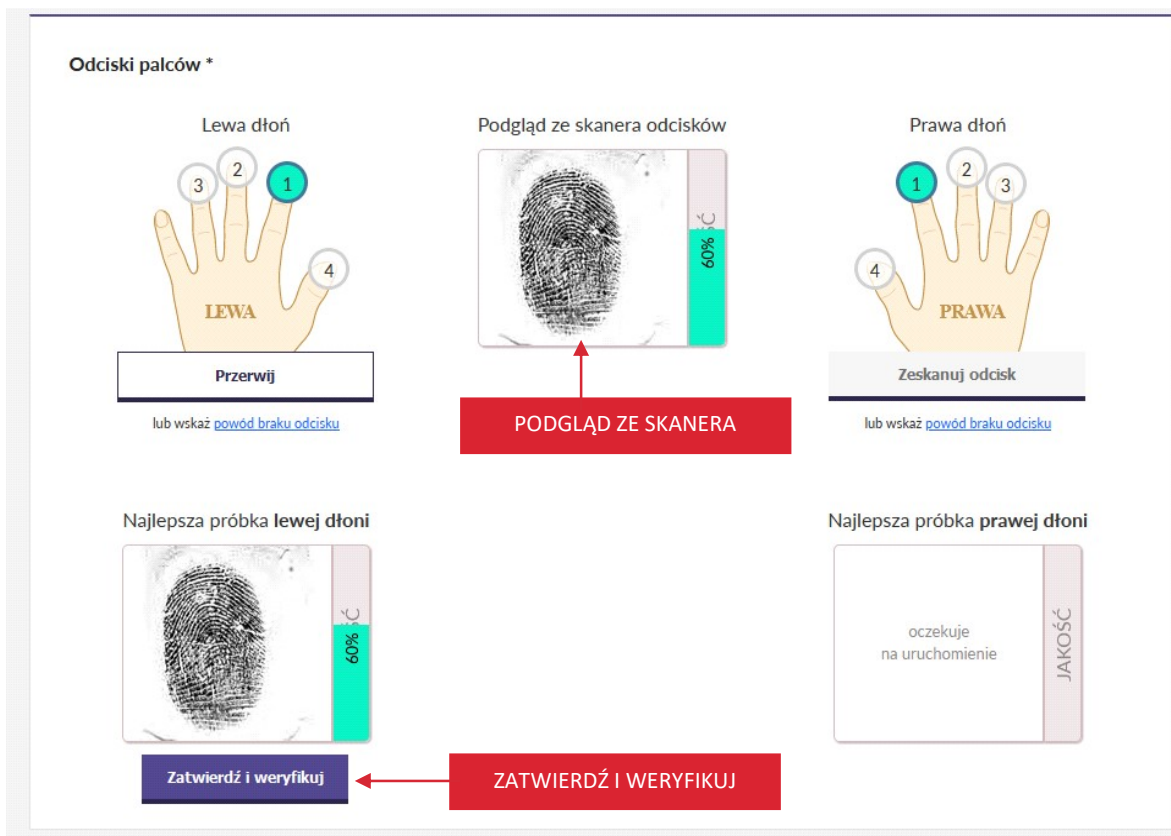 Odciski palców *
Lewa dłoń
3
2
1
4
LEWA
Przerwij
lub wskaż powód braku odcisku
Podgląd ze skanera odcisków
60%
PODGLĄD ZE SKANERA
Prawa dłoń
1
2
3
4
PRAWA
Zeskanuj odcisk
lub wskaż powód braku odcisku
Najlepsza próbka lewej dłoni
60%
Zatwierdź i weryfikuj
ZATWIERDŹ I WERYFIKUJ
Najlepsza próbka prawej dłoni
oczekuje
na uruchomienie
JAKOŚĆ